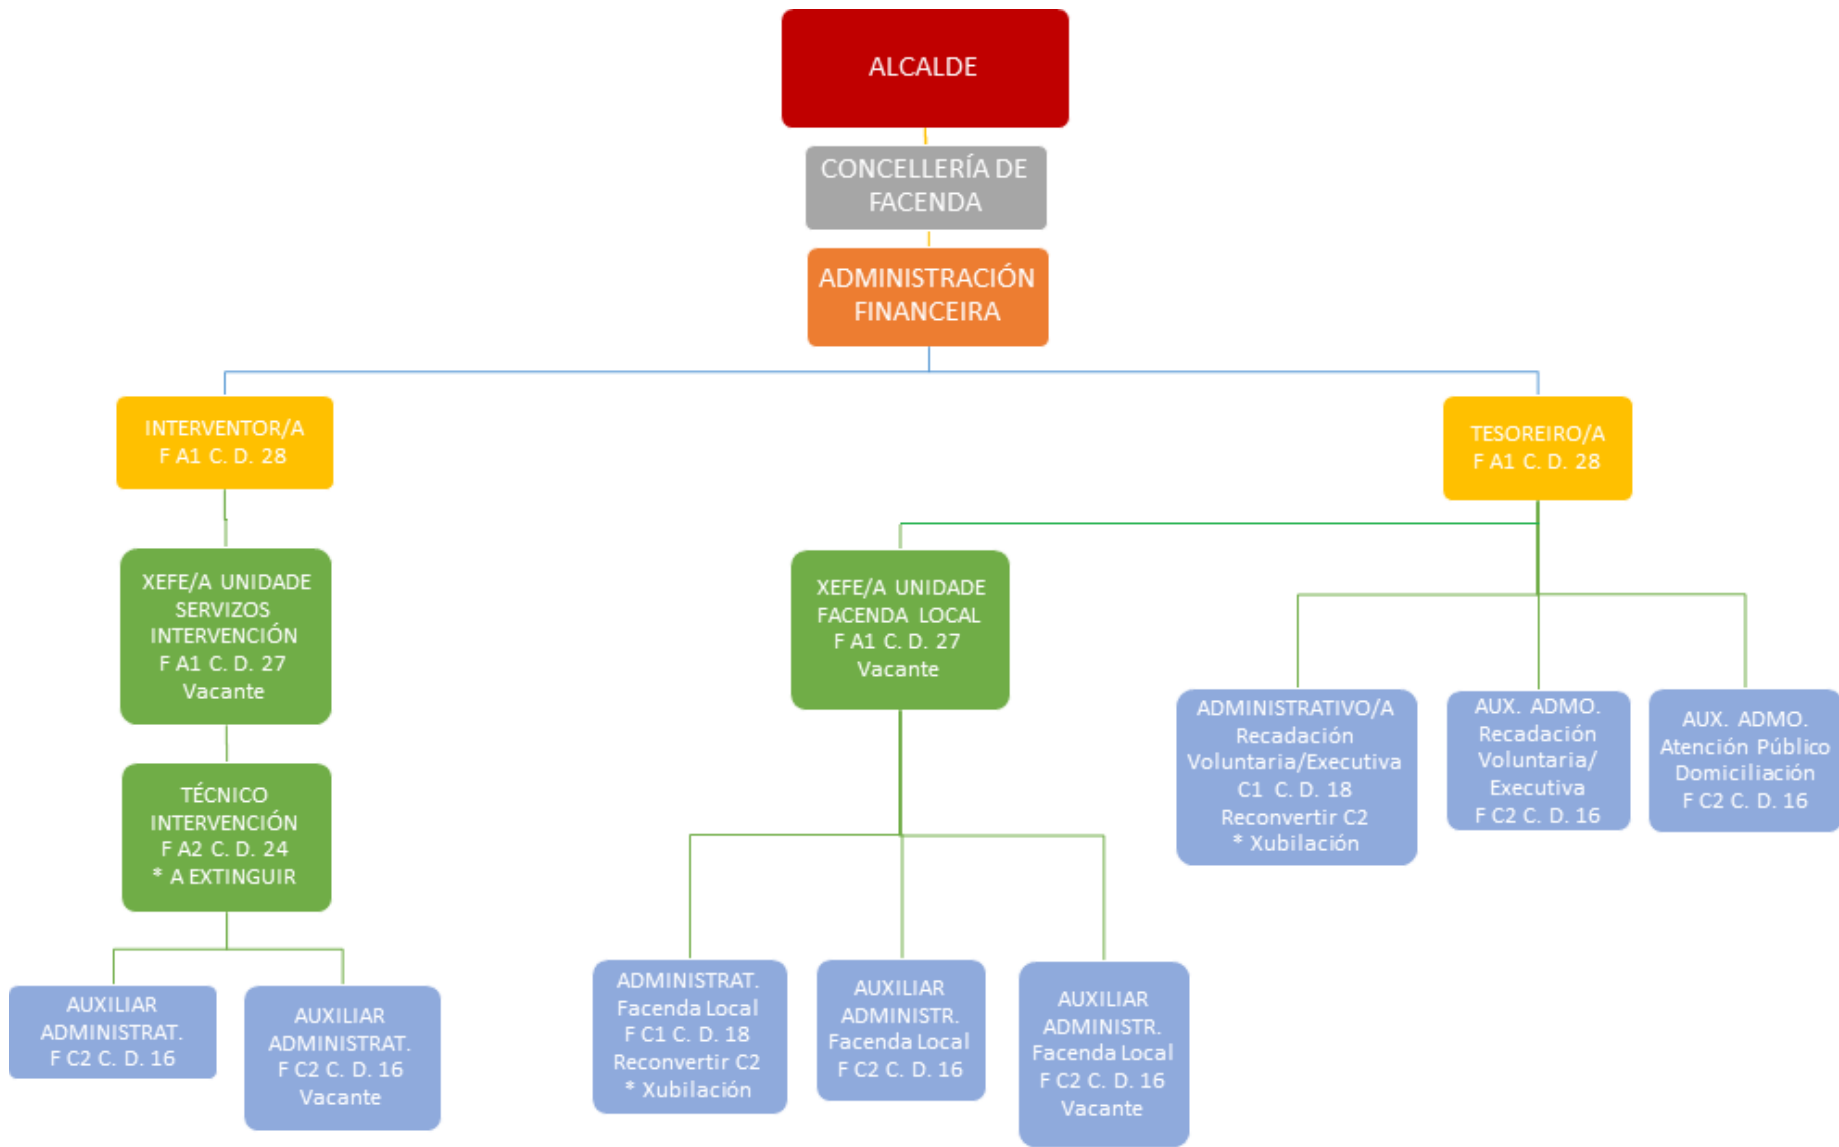 ALCALDE
CONCELLERÍA DE
FACENDA
ADMINISTRACIÓN
FINANCEIRA
INTERVENTOR/A
F A1 C. D. 28
TESOREIRO/A
F A1 C. D. 28
XEFE/A UNIDADE
SERVIZOS
INTERVENCIÓN
F A1 C. D. 27
Vacante
XEFE/A UNIDADE
FACENDA LOCAL
F A1 C. D. 27
Vacante
ADMINISTRATIVO/A
Recadación
Voluntaria/Executiva
C1 C. D. 18
Reconvertir C2
* Xubilación
AUX. ADMO.
Recadación
Voluntaria/
Executiva
F C2 C. D. 16
AUX. ADMO.
Atención Público
Domiciliación
F C2 C. D. 16
TÉCNICO
INTERVENCIÓN
F A2 C. D. 24
* A EXTINGUIR
AUXILIAR
ADMINISTRAT.
F C2 C. D. 16
AUXILIAR
ADMINISTRAT.
F C2 C. D. 16
Vacante
ADMINISTRAT.
Facenda Local
F C1 C. D. 18
Reconvertir C2
* Xubilación
AUXILIAR
ADMINISTR.
Facenda Local
F C2 C. D. 16
AUXILIAR
ADMINISTR.
Facenda Local
F C2 C. D. 16
Vacante